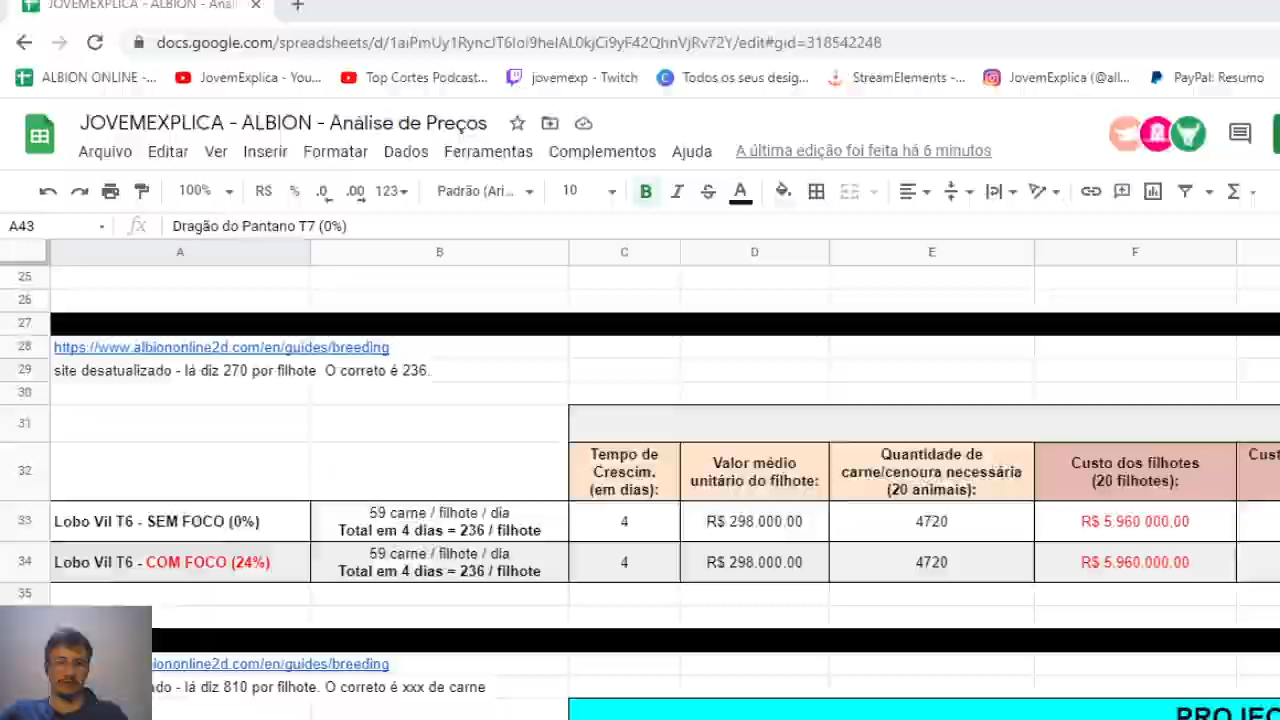 JOVEMEXPLICA - ALBION - Anál
docs.google.com/spreadsheets/d/1aiPmUy1RyncJT6Iol9heIAL0kjCi9yF42QhnVjRv72Y/edit#gid=318542248
ALBION ONLINE -... JovemExplica - You... Top Cortes Podcast... jovemexp - Twitch Todos os seus desig... StreamElements -... JovemExplica (@all... PayPal: Resumo
JOVEMEXPLICA - ALBION - Análise de Preços
Arquivo Editar Ver Inserir Formatar Dados Ferramentas Complementos Ajuda A última edição foi feita há 6 minutos
100% R$ % .0 .00 123 Padrão (Ari... 10 B I S A Σ
A43 fx Dragão do Pantano T7 (0%)
A B C D E F
25
26
27
28 https://www.albiononline2d.com/en/guides/breeding
29 site desatualizado - lá diz 270 por filhote O correto é 236.
30
31
32 Tempo de Crescim. (em dias): Valor médio unitário do filhote: Quantidade de carne/cenoura necessária (20 animais): Custo dos filhotes (20 filhotes): Cust
33 Lobo Vil T6 - SEM FOCO (0%) 59 carne / filhote / dia Total em 4 dias = 236 / filhote 4 R$ 298.000,00 4720 R$ 5.960.000,00
34 Lobo Vil T6 - COM FOCO (24%) 59 carne / filhote / dia Total em 4 dias = 236 / filhote 4 R$ 298.000,00 4720 R$ 5.960.000,00
35
iononline2d.com/en/guides/breeding
do - lá diz 810 por filhote. O correto é xxx de carne
PROJEÇ